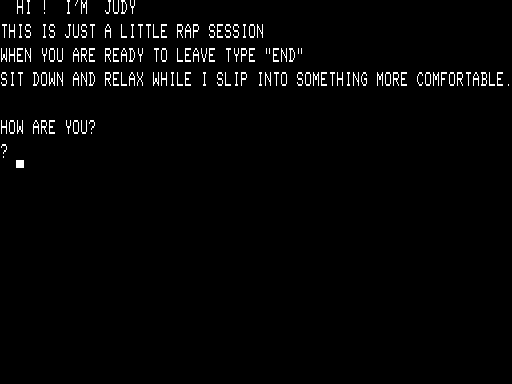 HI !  I'M  JUDY
THIS IS JUST A LITTLE RAP SESSION
WHEN YOU ARE READY TO LEAVE TYPE "END"
SIT DOWN AND RELAX WHILE I SLIP INTO SOMETHING MORE COMFORTABLE.
HOW ARE YOU?
?